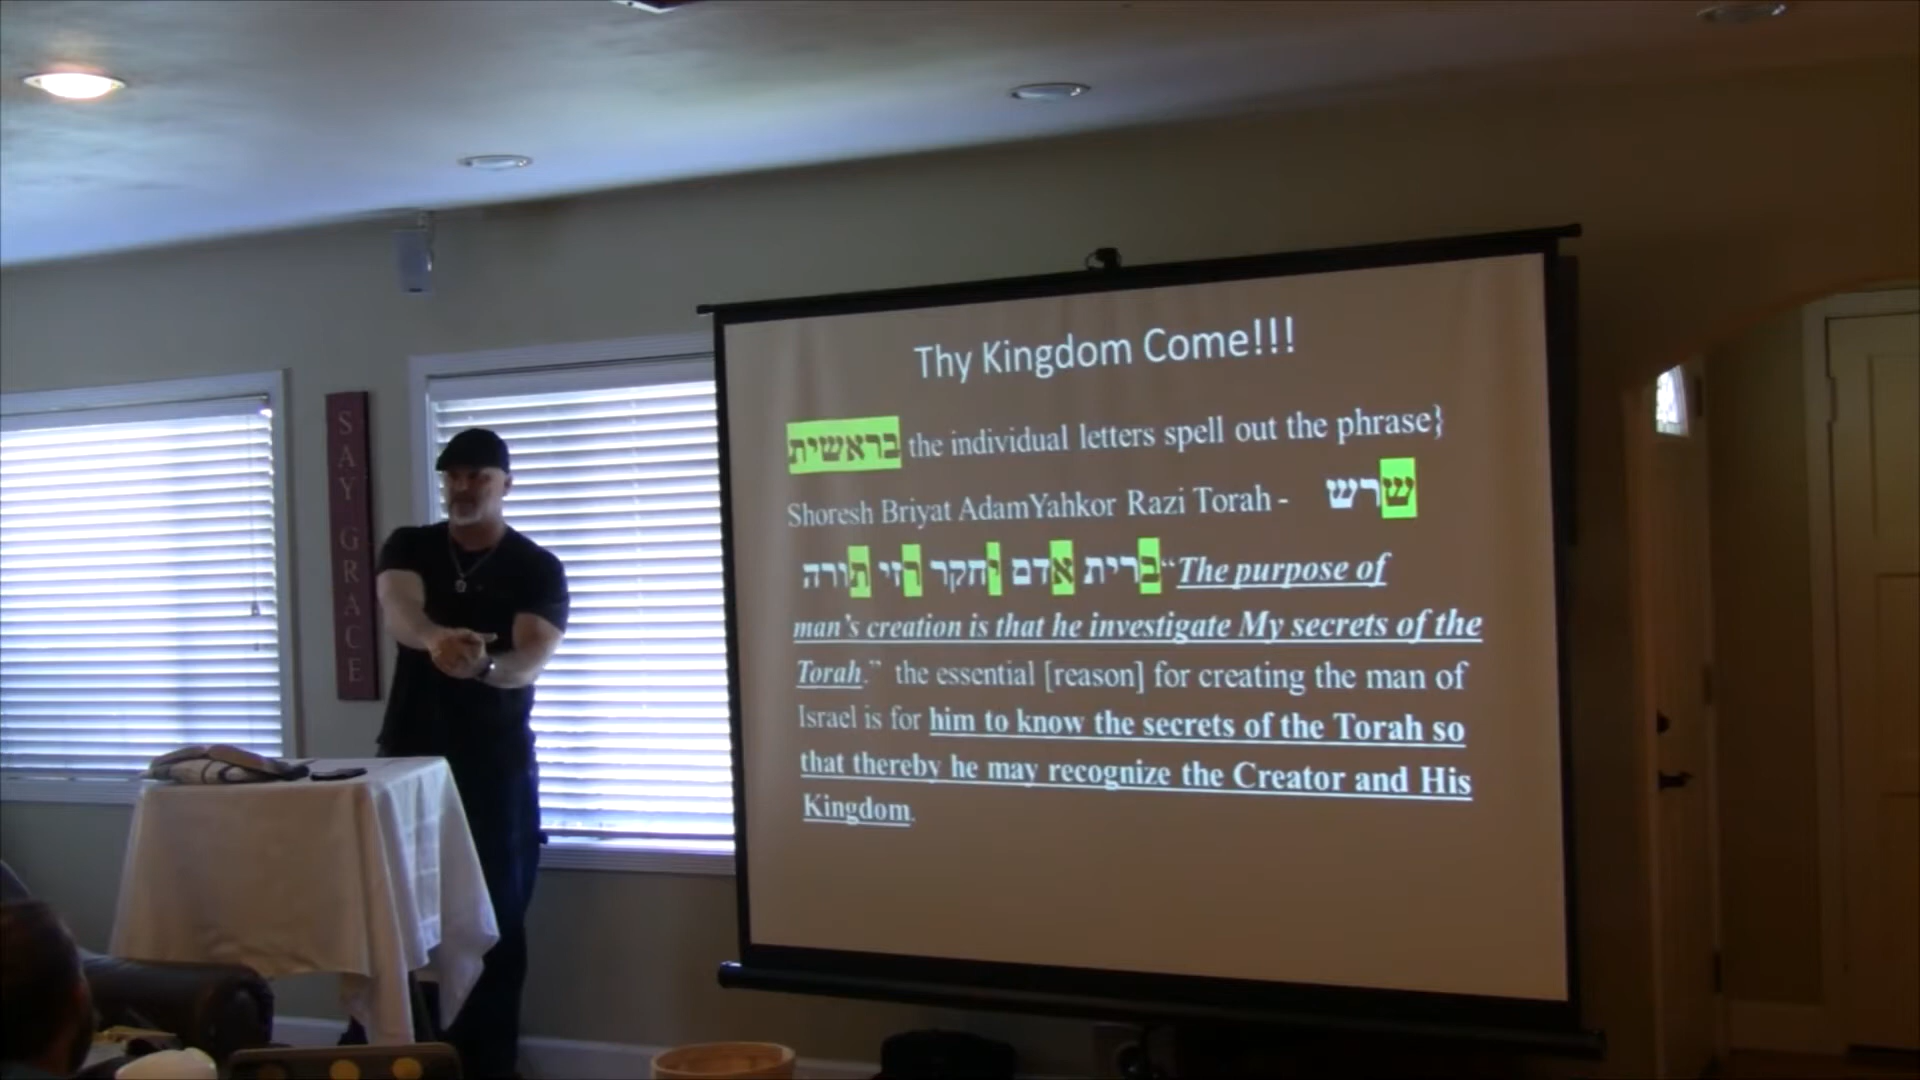 SAY GRACE
Thy Kingdom Come!!!
בראשית the individual letters spell out the phrase}
Shoresh Briyat AdamYahkor Razi Torah - שרש
ברית אדם יחקר רזי תורה “The purpose of
man’s creation is that he investigate My secrets of the
Torah.” the essential [reason] for creating the man of
Israel is for him to know the secrets of the Torah so
that thereby he may recognize the Creator and His
Kingdom.